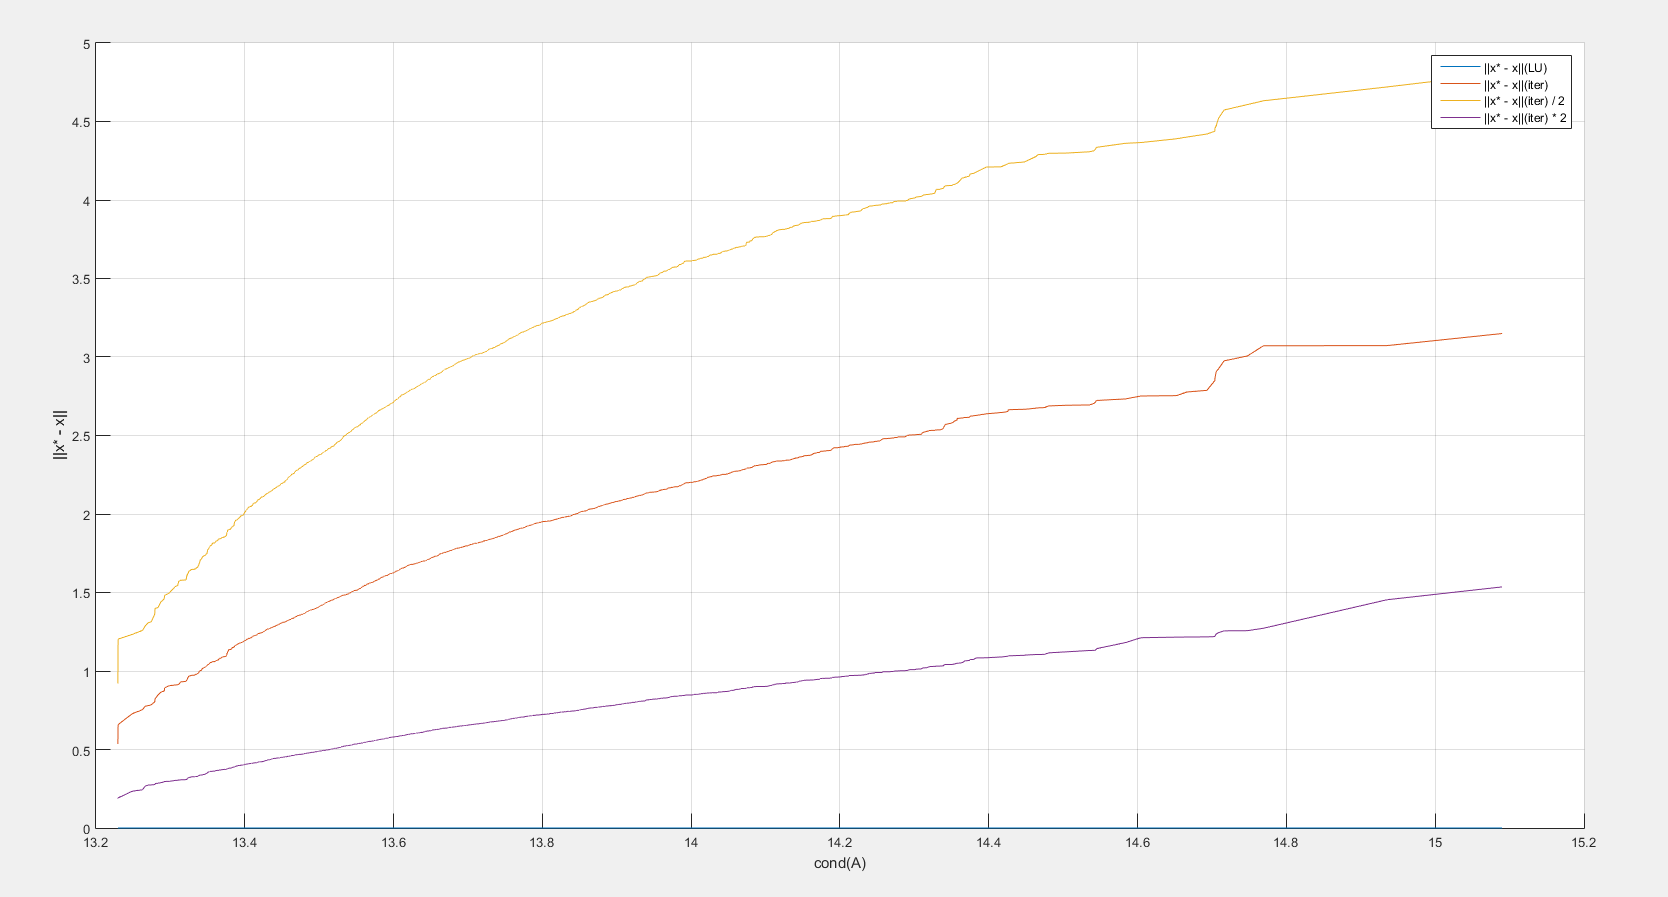 5
4.5
4
3.5
3
2.5
2
1.5
1
0.5
0
||x* - x||
13.2 13.4 13.6 13.8 14 14.2 14.4 14.6 14.8 15 15.2
cond(A)
||x* - x||(LU)
||x* - x||(iter)
||x* - x||(iter) / 2
||x* - x||(iter) * 2